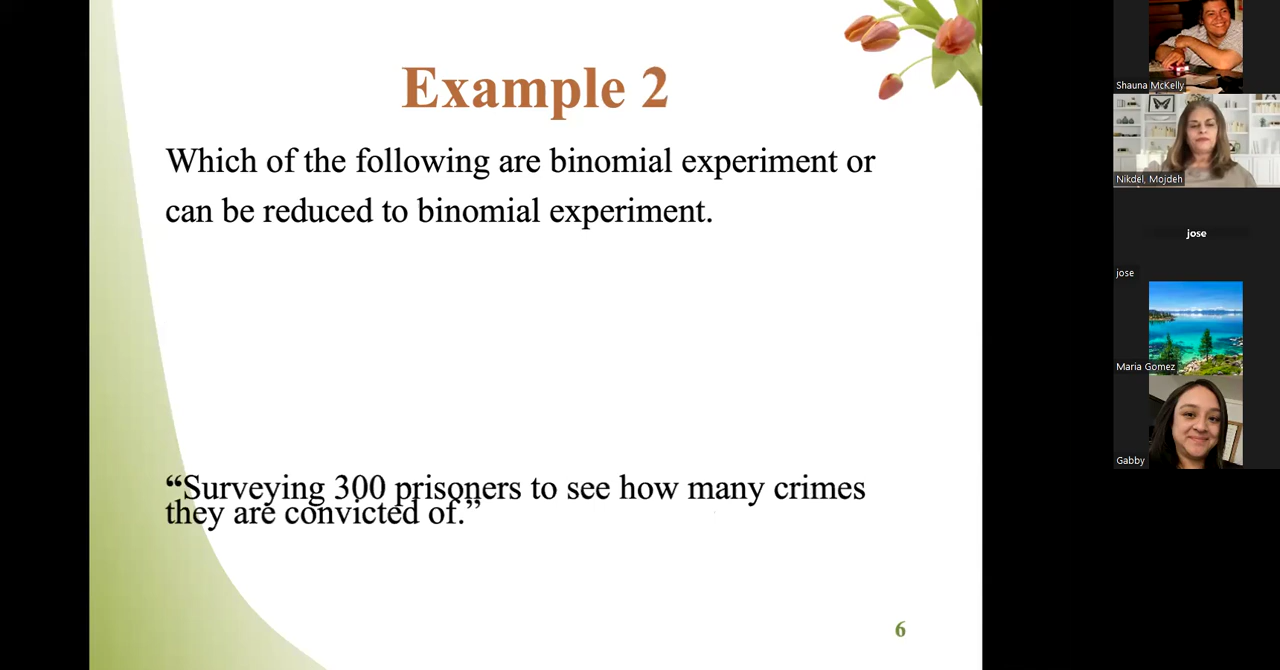 Example 2
Which of the following are binomial experiment or
can be reduced to binomial experiment.
“Surveying 300 prisoners to see how many crimes
they are convicted of.”
6
Shauna McKelly
Nikdel, Mojdeh
jose
jose
Maria Gomez
Gabby